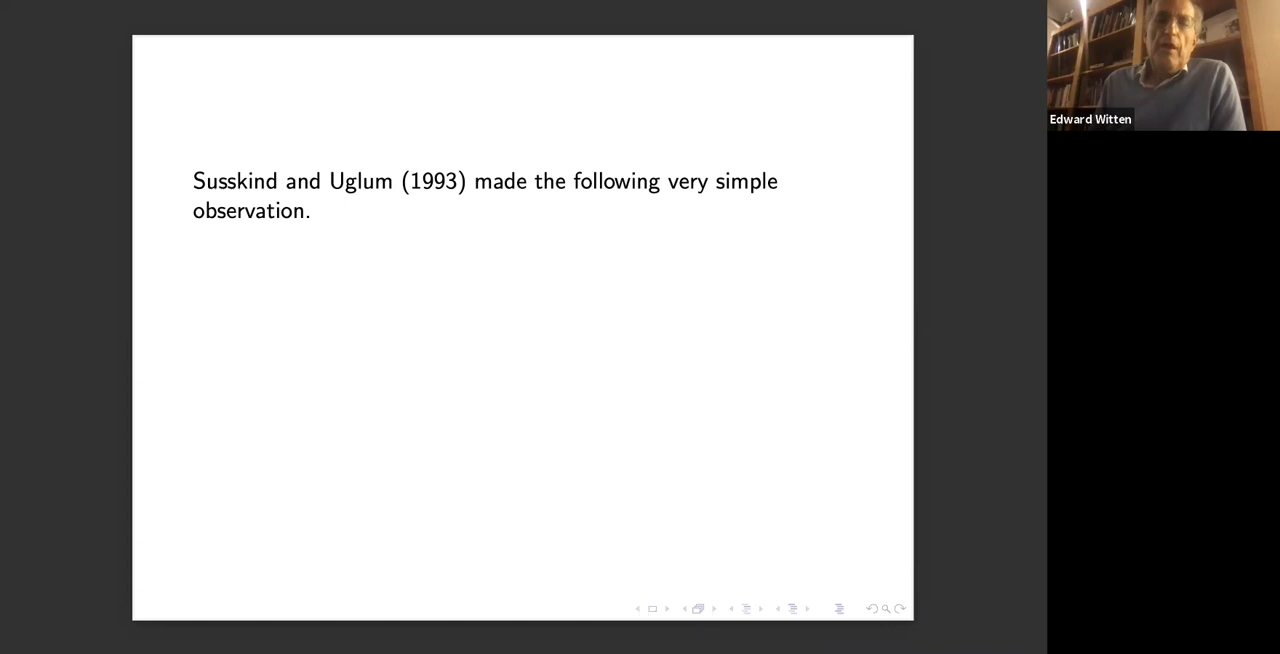 Susskind and Uglum (1993) made the following very simple
observation.
Edward Witten